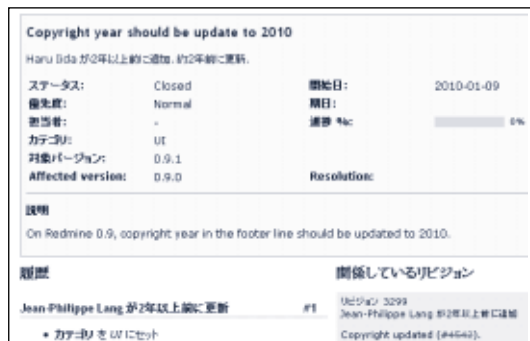 Copyright year should be update to 2010
Haru Iida が2年以上前に追加. 約2年前に更新.
ステータス: Closed 開始日: 2010-01-09
優先度: Normal 期日:
担当者: - 進捗 %: 0%
カテゴリ: UI
対象バージョン: 0.9.1
Affected version: 0.9.0 Resolution:
説明
On Redmine 0.9, copyright year in the footer line should be updated to 2010.
履歴
Jean-Philippe Lang が2年以上前に更新 #1
• カテゴリ を UI にセット
関係しているリビジョン
リビジョン 3299
Jean-Philippe Lang が2年以上前に追加
Copyright updated (#4543).